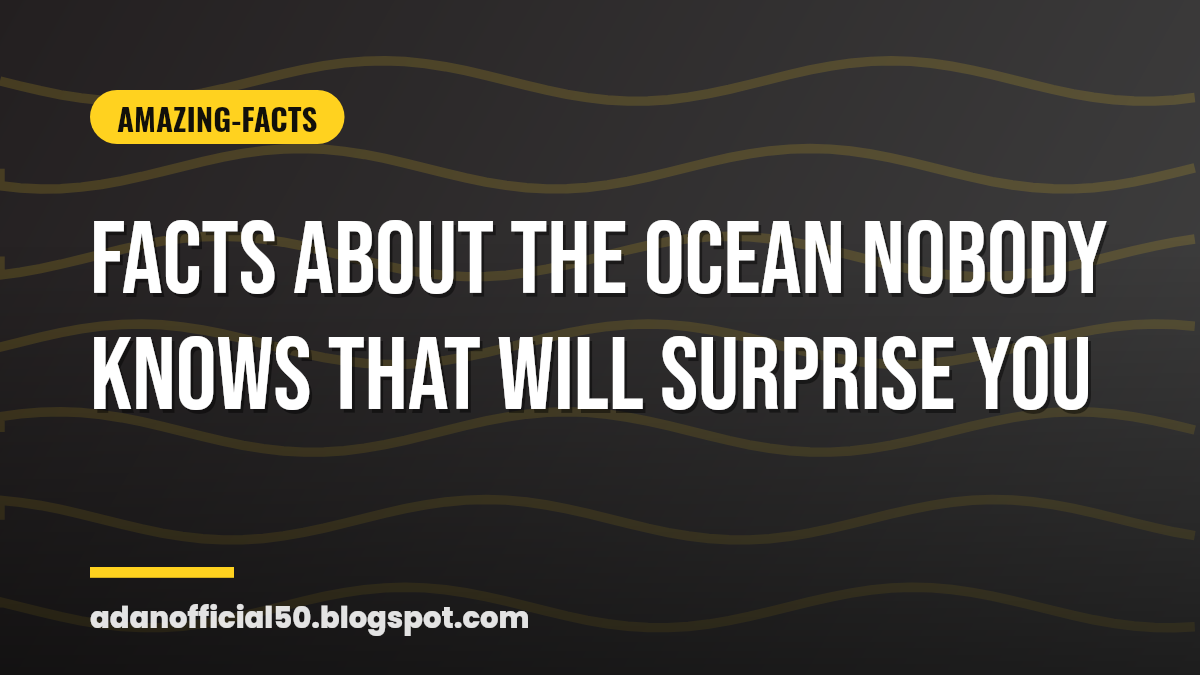 AMAZING-FACTS
FACTS ABOUT THE OCEAN NOBODY
KNOWS THAT WILL SURPRISE YOU
adanofficial50.blogspot.com